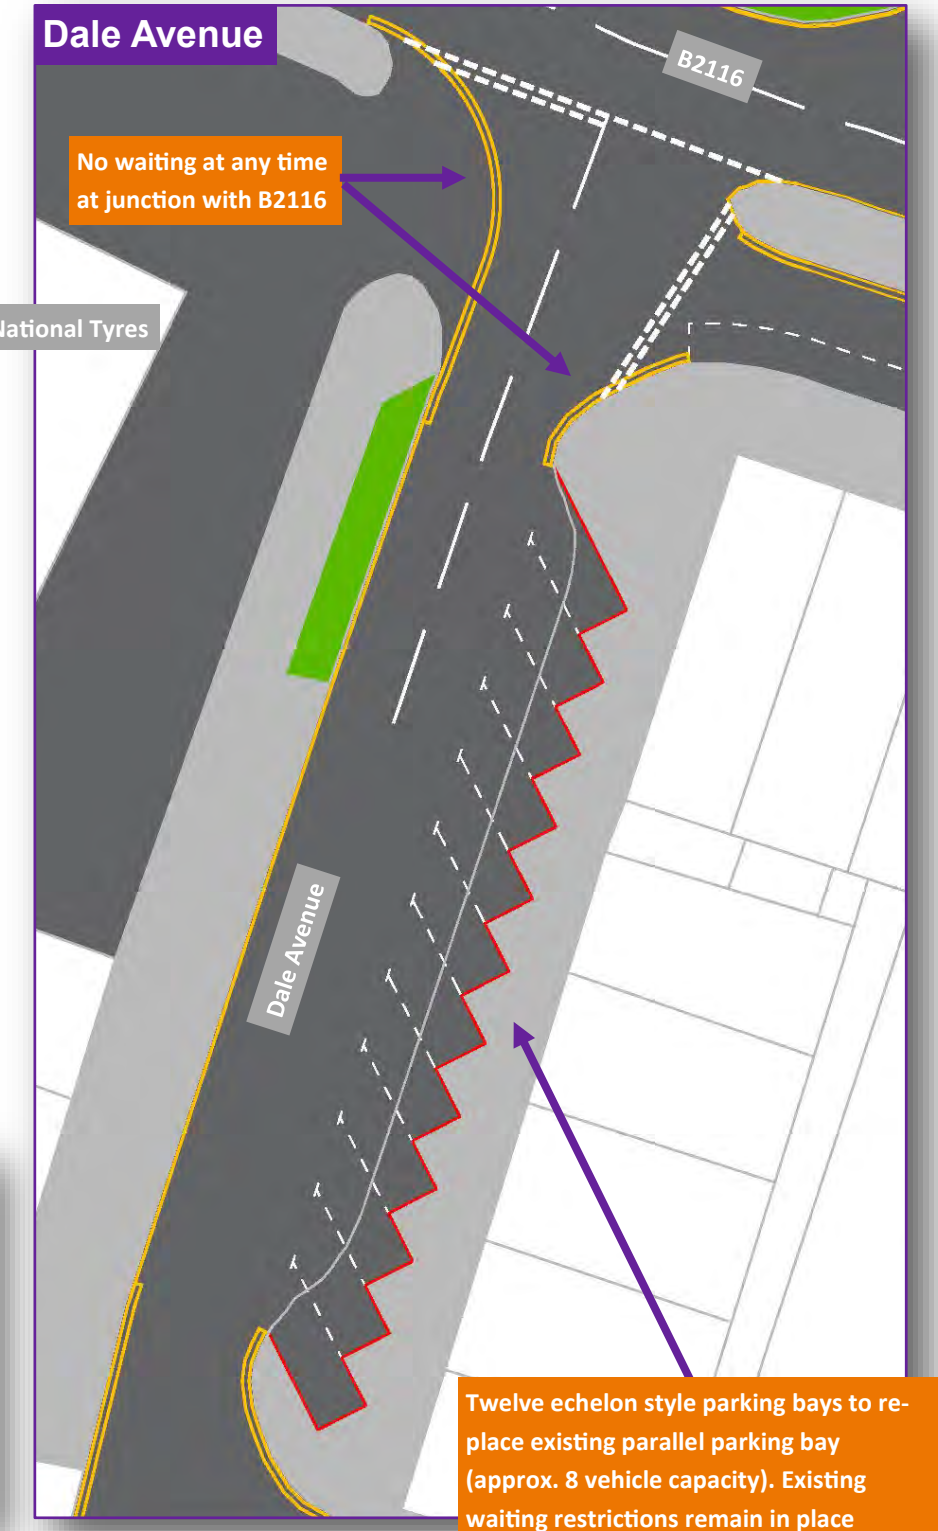 Dale Avenue
B2116
No waiting at any time
at junction with B2116
National Tyres
Dale Avenue
Twelve echelon style parking bays to re-
place existing parallel parking bay
(approx. 8 vehicle capacity). Existing
waiting restrictions remain in place